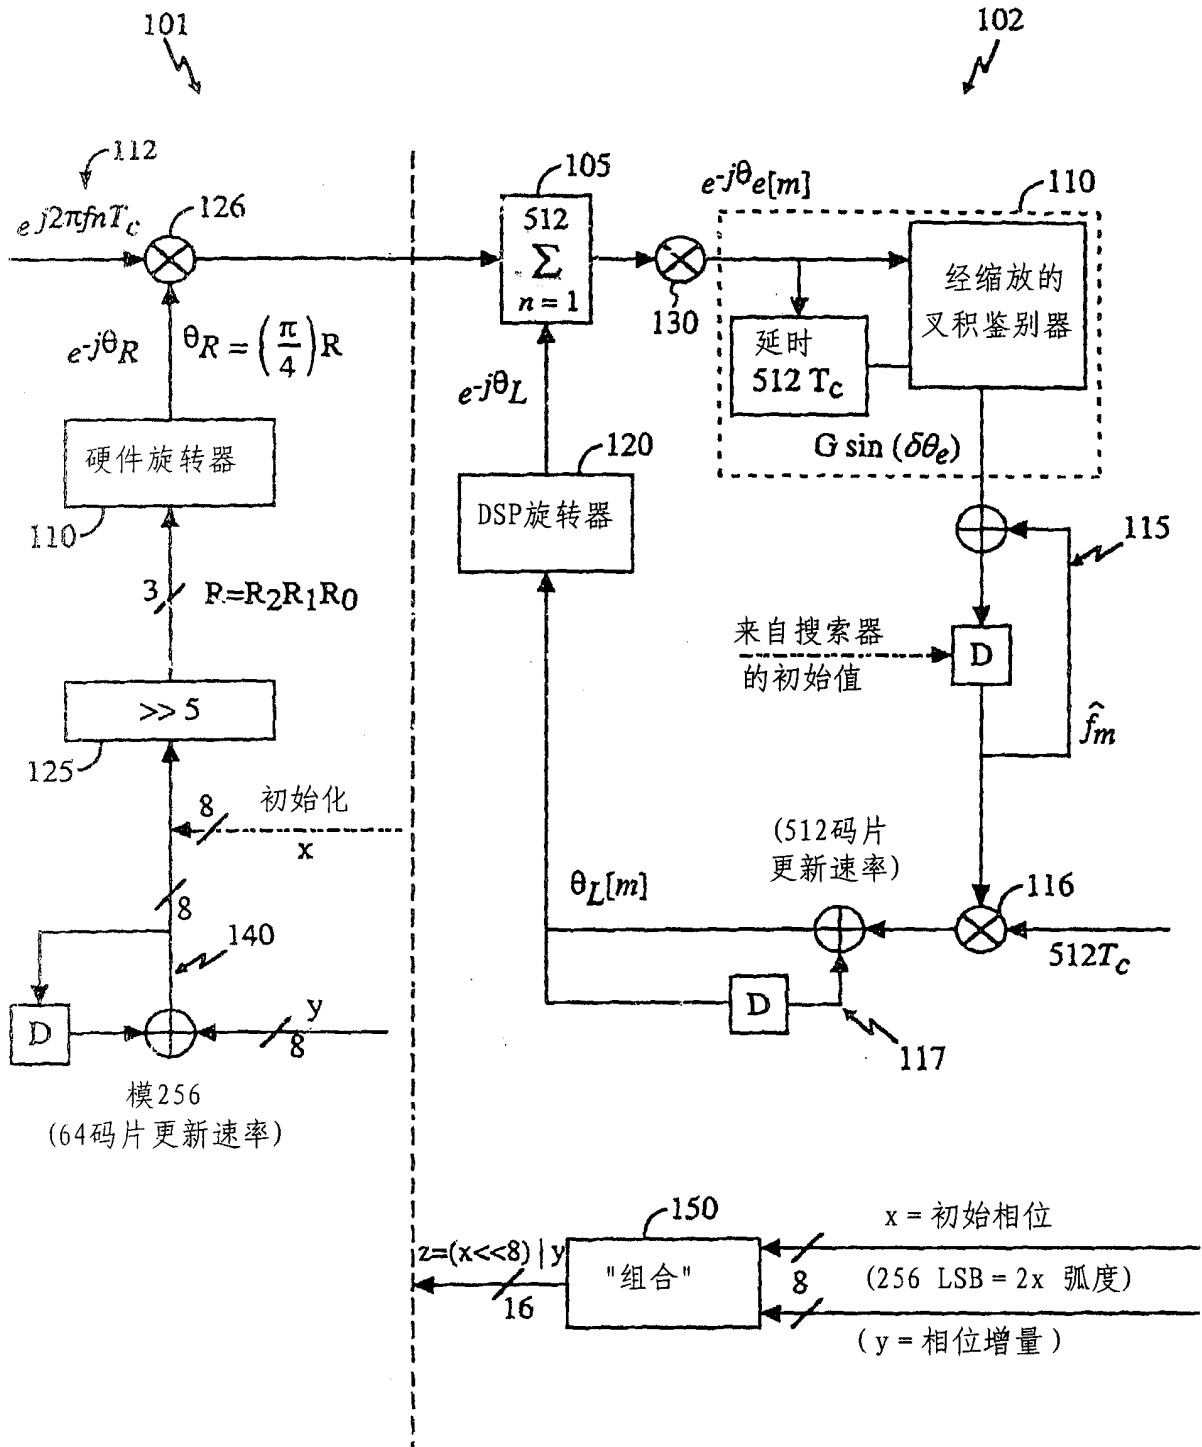 101
102
112
e j2πfnTc
126
105
512
Σ
n = 1
e-jθe[m]
110
130
经缩放的
叉积鉴别器
延时
512 Tc
G sin (δθe)
e-jθR
θR = (π/4)R
硬件旋转器
110
e-jθL
120
DSP旋转器
115
3
R=R2R1R0
来自搜索器
的初始值
D
f̂m
>> 5
125
8
初始化
x
8
(512码片
更新速率)
θL[m]
116
512Tc
140
D
y
8
D
117
模256
(64码片更新速率)
150
x = 初始相位
z=(x<<8) | y
"组合"
16
8
(256 LSB = 2x 弧度)
( y = 相位增量 )